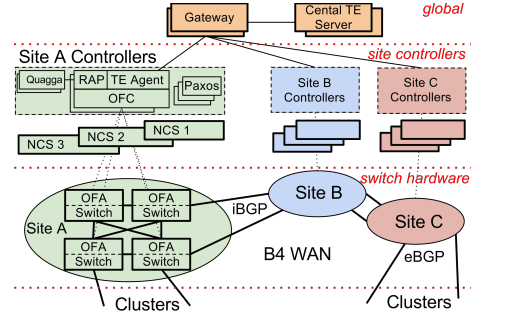 global
Gateway
Cental TE
Server
site controllers
Site A Controllers
Quagga
RAP
TE Agent
OFC
Paxos
Site B
Controllers
Site C
Controllers
NCS 3
NCS 2
NCS 1
switch hardware
OFA
Switch
OFA
Switch
Site A
OFA
Switch
OFA
Switch
iBGP
Site B
Site C
B4 WAN
eBGP
Clusters
Clusters